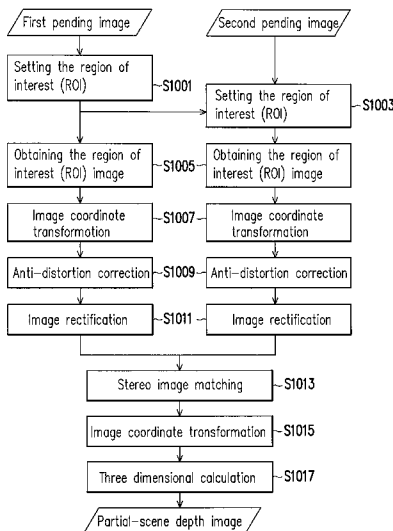 First pending image
Second pending image
Setting the region of
interest (ROI)
S1001
Setting the region of
interest (ROI)
S1003
Obtaining the region of
interest (ROI) image
S1005
Obtaining the region of
interest (ROI) image
Image coordinate
transformation
S1007
Image coordinate
transformation
Anti-distortion correction
S1009
Anti-distortion correction
Image rectification
S1011
Image rectification
Stereo image matching
S1013
Image coordinate transformation
S1015
Three dimensional calculation
S1017
Partial-scene depth image